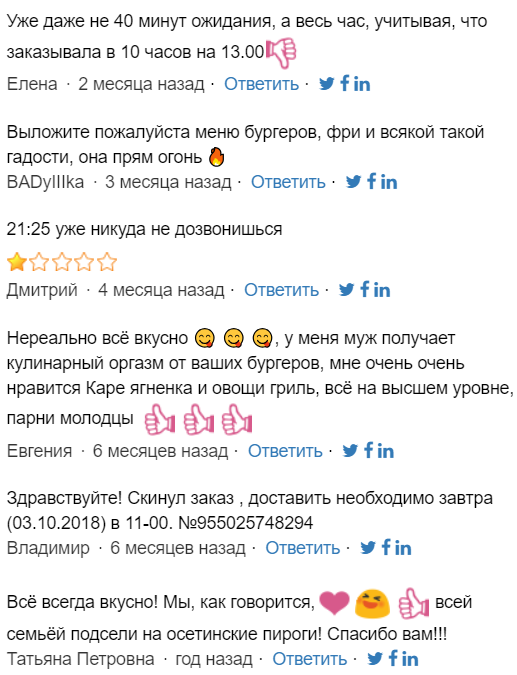 Уже даже не 40 минут ожидания, а весь час, учитывая, что
заказывала в 10 часов на 13.00
Елена · 2 месяца назад · Ответить ·
Выложите пожалуйста меню бургеров, фри и всякой такой
гадости, она прям огонь 🔥
BADyIIIka · 3 месяца назад · Ответить ·
21:25 уже никуда не дозвонишься
Дмитрий · 4 месяца назад · Ответить ·
Нереально всё вкусно 😋 😋 😋, у меня муж получает
кулинарный оргазм от ваших бургеров, мне очень очень
нравится Каре ягненка и овощи гриль, всё на высшем уровне,
парни молодцы
Евгения · 6 месяцев назад · Ответить ·
Здравствуйте! Скинул заказ , доставить необходимо завтра
(03.10.2018) в 11-00. №955025748294
Владимир · 6 месяцев назад · Ответить ·
Всё всегда вкусно! Мы, как говорится, всей
семьёй подсели на осетинские пироги! Спасибо вам!!!
Татьяна Петровна · год назад · Ответить ·